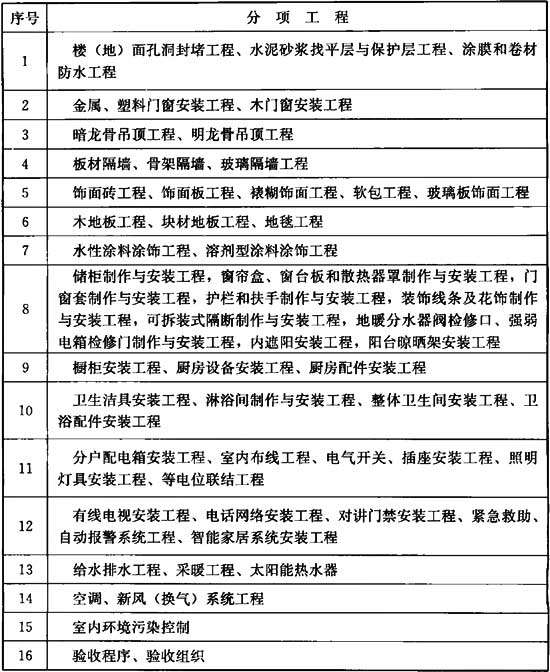 序号 分项工程
1 楼（地）面孔洞封堵工程、水泥砂浆找平层与保护层工程、涂膜和卷材
防水工程
2 金属、塑料门窗安装工程、木门窗安装工程
3 暗龙骨吊顶工程、明龙骨吊顶工程
4 板材隔墙、骨架隔墙、玻璃隔墙工程
5 饰面砖工程、饰面板工程、裱糊饰面工程、软包工程、玻璃板饰面工程
6 木地板工程、块材地板工程、地毯工程
7 水性涂料涂饰工程、溶剂型涂料涂饰工程
储柜制作与安装工程，窗帘盒、窗台板和散热器罩制作与安装工程，门
窗套制作与安装工程，护栏和扶手制作与安装工程，装饰线条及花饰制作
8 与安装工程，可拆装式隔断制作与安装工程，地暖分水器阀检修口、强弱
电箱检修门制作与安装工程，内遮阳安装工程，阳台晾晒架安装工程
9 橱柜安装工程、厨房设备安装工程、厨房配件安装工程
10 卫生洁具安装工程、淋浴间制作与安装工程、整体卫生间安装工程、卫
浴配件安装工程
11 分户配电箱安装工程、室内布线工程、电气开关、插座安装工程、照明
灯具安装工程、等电位联结工程
12 有线电视安装工程、电话网络安装工程、对讲门禁安装工程、紧急救助、
自动报警系统工程、智能家居系统安装工程
13 给水排水工程、采暖工程、太阳能热水器
14 空调、新风（换气）系统工程
15 室内环境污染控制
16 验收程序、验收组织